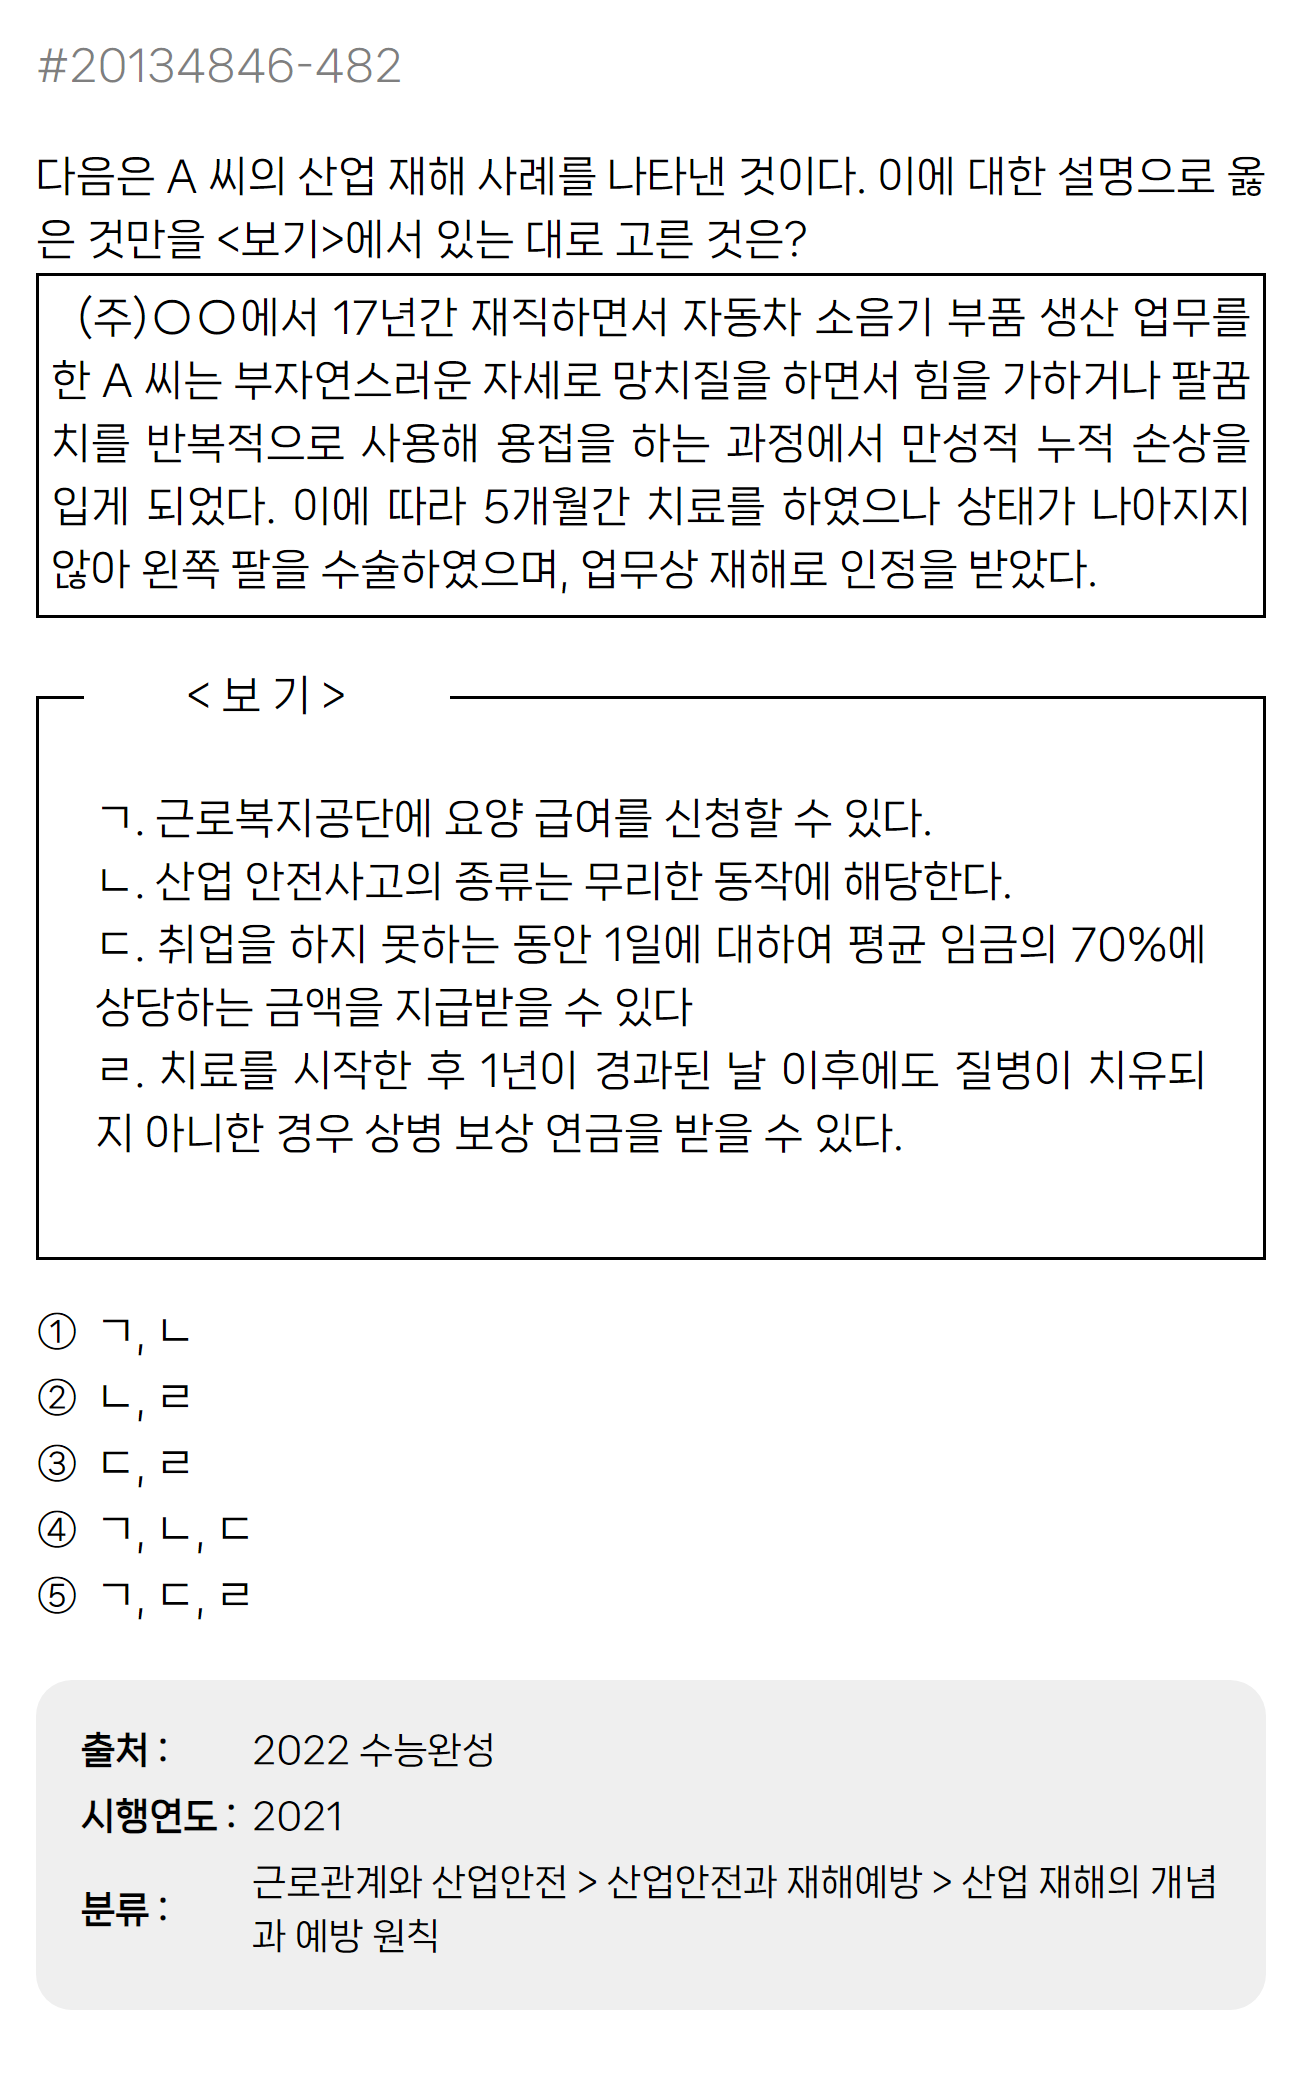 #20134846-482
다음은 A 씨의 산업 재해 사례를 나타낸 것이다. 이에 대한 설명으로 옳
은 것만을 <보기>에서 있는 대로 고른 것은?
(주)○○에서 17년간 재직하면서 자동차 소음기 부품 생산 업무를
한 A 씨는 부자연스러운 자세로 망치질을 하면서 힘을 가하거나 팔꿈
치를 반복적으로 사용해 용접을 하는 과정에서 만성적 누적 손상을
입게 되었다. 이에 따라 5개월간 치료를 하였으나 상태가 나아지지
않아 왼쪽 팔을 수술하였으며, 업무상 재해로 인정을 받았다.
< 보 기 >
ㄱ. 근로복지공단에 요양 급여를 신청할 수 있다.
ㄴ. 산업 안전사고의 종류는 무리한 동작에 해당한다.
ㄷ. 취업을 하지 못하는 동안 1일에 대하여 평균 임금의 70%에
상당하는 금액을 지급받을 수 있다
ㄹ. 치료를 시작한 후 1년이 경과된 날 이후에도 질병이 치유되
지 아니한 경우 상병 보상 연금을 받을 수 있다.
① ㄱ, ㄴ
② ㄴ, ㄹ
③ ㄷ, ㄹ
④ ㄱ, ㄴ, ㄷ
⑤ ㄱ, ㄷ, ㄹ
출처 : 2022 수능완성
시행연도 : 2021
분류 : 근로관계와 산업안전 > 산업안전과 재해예방 > 산업 재해의 개념
과 예방 원칙